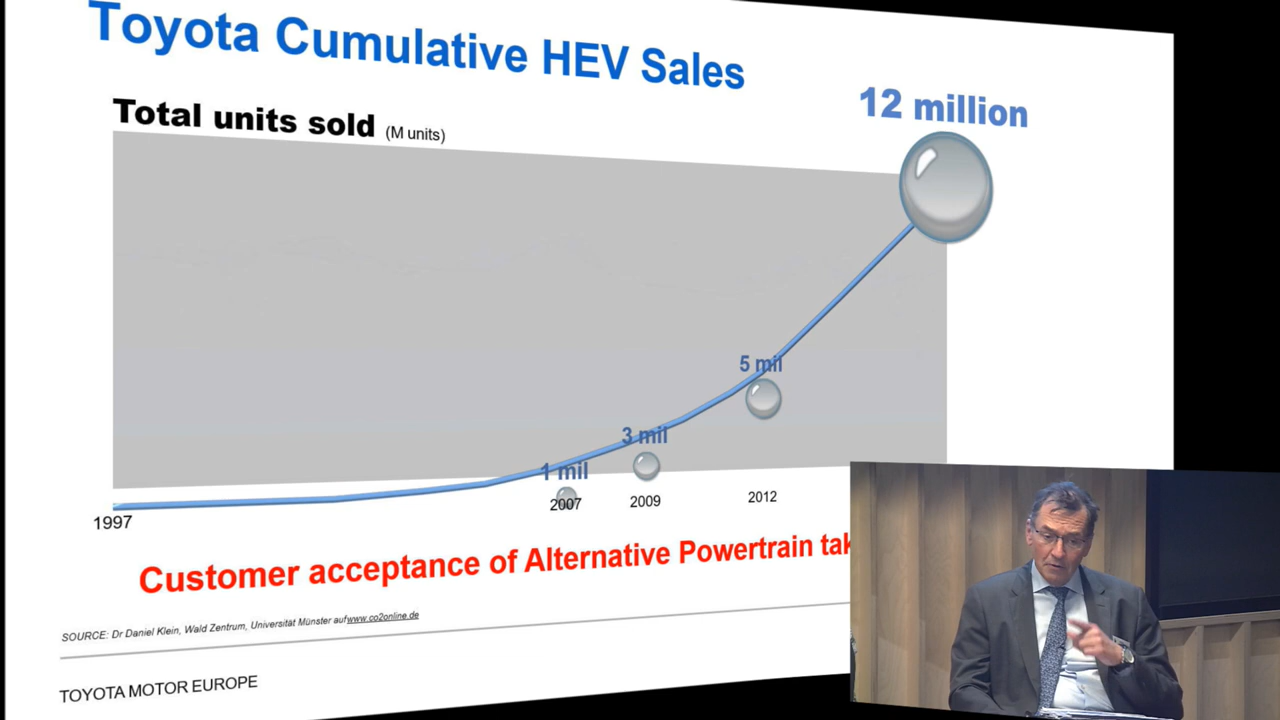 Toyota Cumulative HEV Sales
Total units sold (M units)
12 million
5 mil
3 mil
1 mil
2007
2009
2012
1997
Customer acceptance of Alternative Powertrain tak
SOURCE: Dr Daniel Klein, Wald Zentrum, Universität Münster aufwww.co2online.de
TOYOTA MOTOR EUROPE